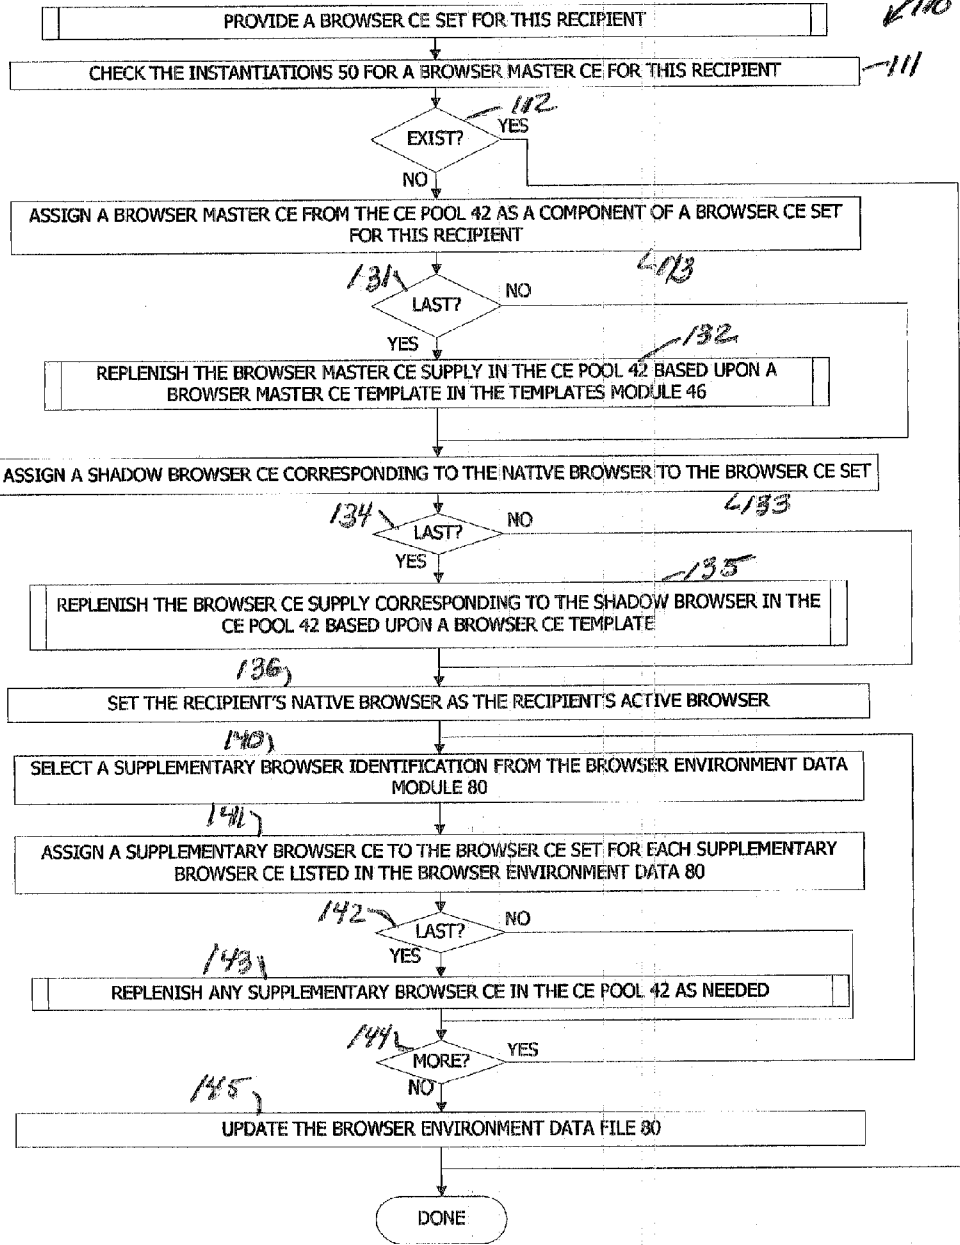 PROVIDE A BROWSER CE SET FOR THIS RECIPIENT
110
CHECK THE INSTANTIATIONS 50 FOR A BROWSER MASTER CE FOR THIS RECIPIENT
111
112
EXIST?
YES
NO
ASSIGN A BROWSER MASTER CE FROM THE CE POOL 42 AS A COMPONENT OF A BROWSER CE SET
FOR THIS RECIPIENT
113
131
LAST?
NO
YES
132
REPLENISH THE BROWSER MASTER CE SUPPLY IN THE CE POOL 42 BASED UPON A
BROWSER MASTER CE TEMPLATE IN THE TEMPLATES MODULE 46
ASSIGN A SHADOW BROWSER CE CORRESPONDING TO THE NATIVE BROWSER TO THE BROWSER CE SET
133
134
LAST?
NO
YES
135
REPLENISH THE BROWSER CE SUPPLY CORRESPONDING TO THE SHADOW BROWSER IN THE
CE POOL 42 BASED UPON A BROWSER CE TEMPLATE
136
SET THE RECIPIENT'S NATIVE BROWSER AS THE RECIPIENT'S ACTIVE BROWSER
140
SELECT A SUPPLEMENTARY BROWSER IDENTIFICATION FROM THE BROWSER ENVIRONMENT DATA
MODULE 80
141
ASSIGN A SUPPLEMENTARY BROWSER CE TO THE BROWSER CE SET FOR EACH SUPPLEMENTARY
BROWSER CE LISTED IN THE BROWSER ENVIRONMENT DATA 80
142
LAST?
NO
YES
143
REPLENISH ANY SUPPLEMENTARY BROWSER CE IN THE CE POOL 42 AS NEEDED
144
MORE?
YES
NO
145
UPDATE THE BROWSER ENVIRONMENT DATA FILE 80
DONE